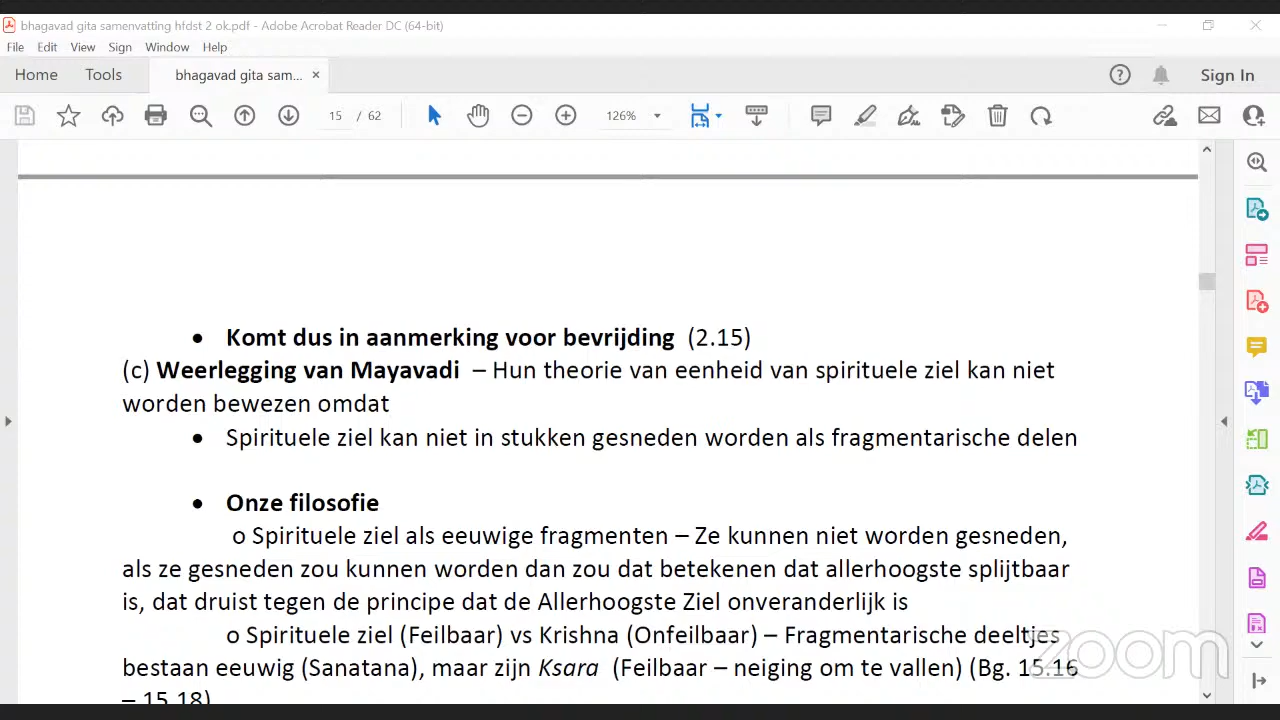 bhagavad gita samenvatting hfdst 2 ok.pdf - Adobe Acrobat Reader DC (64-bit)
File Edit View Sign Window Help
Home Tools bhagavad gita sam... × Sign In
15 / 62 126%
• Komt dus in aanmerking voor bevrijding (2.15)
(c) Weerlegging van Mayavadi – Hun theorie van eenheid van spirituele ziel kan niet
worden bewezen omdat
• Spirituele ziel kan niet in stukken gesneden worden als fragmentarische delen
• Onze filosofie
o Spirituele ziel als eeuwige fragmenten – Ze kunnen niet worden gesneden,
als ze gesneden zou kunnen worden dan zou dat betekenen dat allerhoogste splijtbaar
is, dat druist tegen de principe dat de Allerhoogste Ziel onveranderlijk is
o Spirituele ziel (Feilbaar) vs Krishna (Onfeilbaar) – Fragmentarische deeltjes
bestaan eeuwig (Sanatana), maar zijn Ksara (Feilbaar – neiging om te vallen) (Bg. 15.16
– 15.18)
zoom